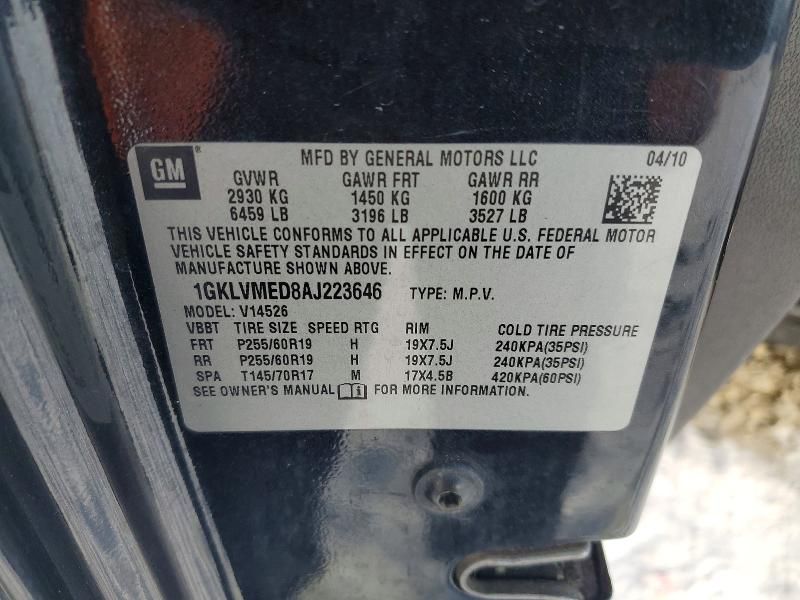 GM® MFD BY GENERAL MOTORS LLC 04/10
GVWR GAWR FRT GAWR RR
2930 KG 1450 KG 1600 KG
6459 LB 3196 LB 3527 LB
THIS VEHICLE CONFORMS TO ALL APPLICABLE U.S. FEDERAL MOTOR
VEHICLE SAFETY STANDARDS IN EFFECT ON THE DATE OF
MANUFACTURE SHOWN ABOVE.
1GKLVMED8AJ223646 TYPE: M.P.V.
MODEL: V14526
VBBT TIRE SIZE SPEED RTG RIM COLD TIRE PRESSURE
FRT P255/60R19 H 19X7.5J 240KPA(35PSI)
RR P255/60R19 H 19X7.5J 240KPA(35PSI)
SPA T145/70R17 M 17X4.5B 420KPA(60PSI)
SEE OWNER'S MANUAL FOR MORE INFORMATION.